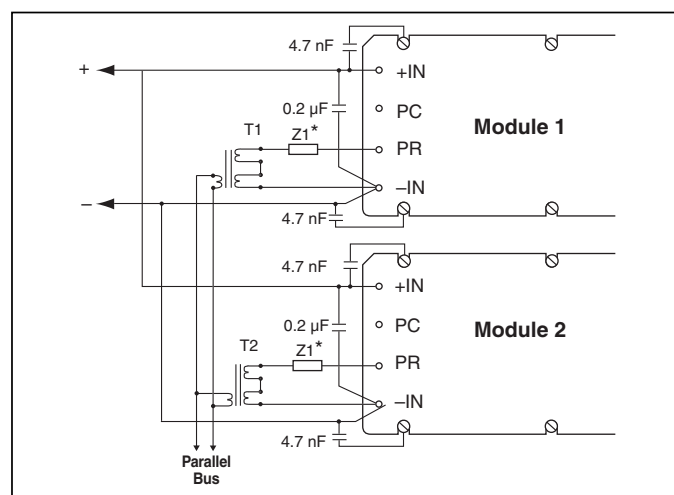 4.7 nF
+
+IN
0.2 µF
PC
T1
Z1*
Module 1
PR
–
–IN
4.7 nF
4.7 nF
+IN
0.2 µF
PC
Module 2
T2
Z1*
PR
–IN
4.7 nF
Parallel
Bus